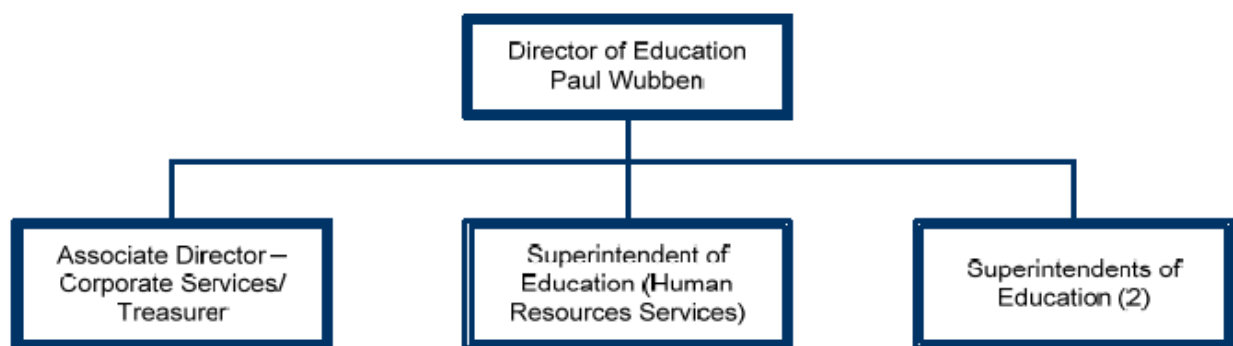 Director of Education
Paul Wubben
Associate Director –
Corporate Services/
Treasurer
Superintendent of
Education (Human
Resources Services)
Superintendents of
Education (2)